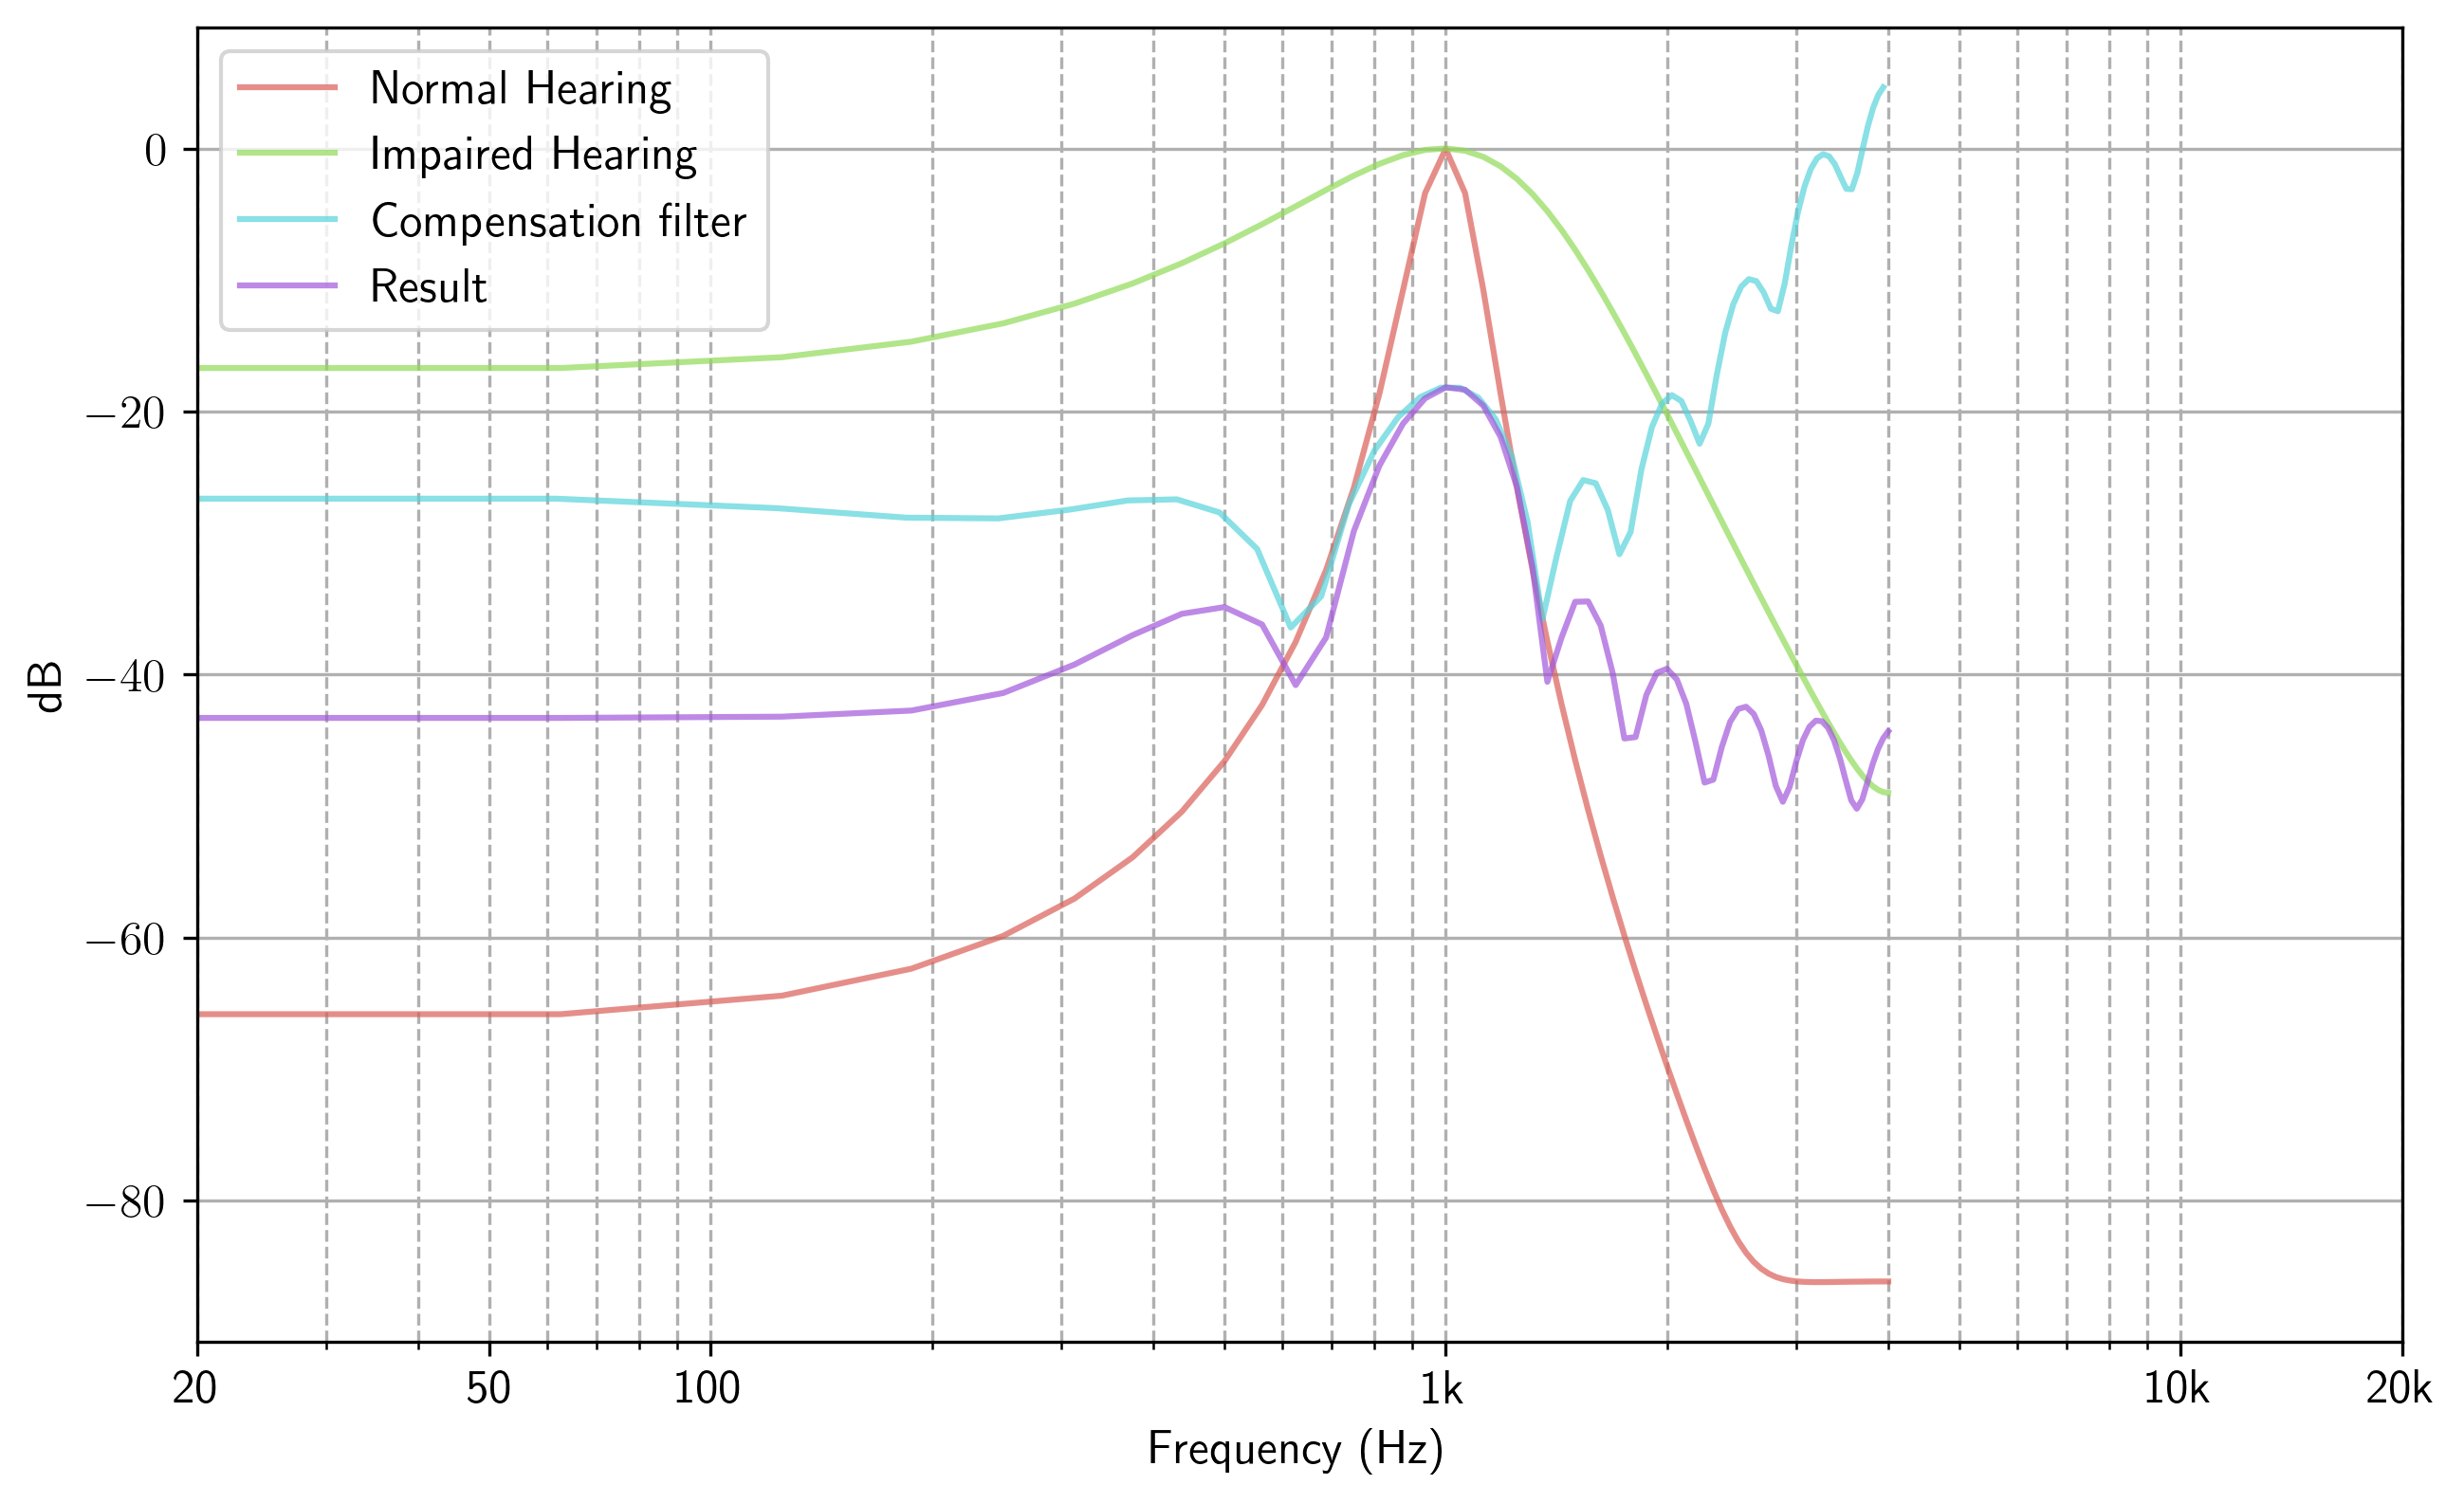 Normal Hearing
Impaired Hearing
Compensation filter
Result
0
−20
−40
−60
−80
dB
20 50 100 1k 10k 20k
Frequency (Hz)